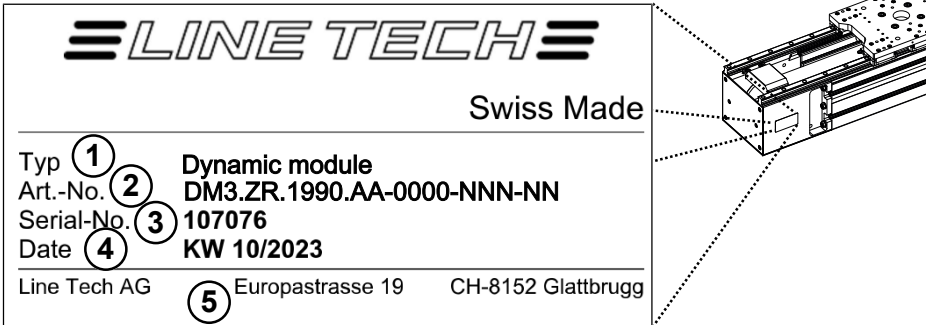 LINE TECH
Swiss Made
Typ 1 Dynamic module
Art.-No. 2 DM3.ZR.1990.AA-0000-NNN-NN
Serial-No. 3 107076
Date 4 KW 10/2023
Line Tech AG 5 Europastrasse 19 CH-8152 Glattbrugg